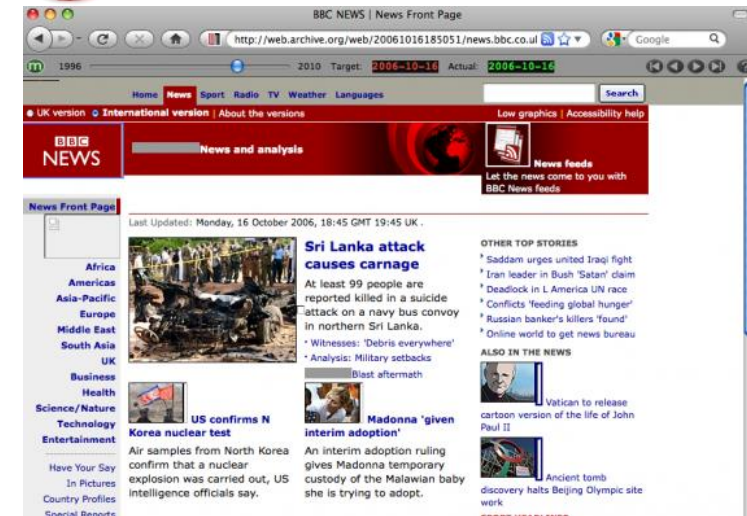 BBC NEWS | News Front Page
http://web.archive.org/web/20061016185051/news.bbc.co.ul
Google
1996
2010 Target: 2006-10-16 Actual: 2006-10-16
Home News Sport Radio TV Weather Languages
Search
UK version International version | About the versions
Low graphics | Accessibility help
BBC
NEWS
News and analysis
News feeds
Let the news come to you with
BBC News feeds
News Front Page
Africa
Americas
Asia-Pacific
Europe
Middle East
South Asia
UK
Business
Health
Science/Nature
Technology
Entertainment
Have Your Say
In Pictures
Country Profiles
Special Reports
Last Updated: Monday, 16 October 2006, 18:45 GMT 19:45 UK .
Sri Lanka attack
causes carnage
At least 99 people are
reported killed in a suicide
attack on a navy bus convoy
in northern Sri Lanka.
Witnesses: 'Debris everywhere'
Analysis: Military setbacks
Blast aftermath
US confirms N
Korea nuclear test
Air samples from North Korea
confirm that a nuclear
explosion was carried out, US
intelligence officials say.
Madonna 'given
interim adoption'
An interim adoption ruling
gives Madonna temporary
custody of the Malawian baby
she is trying to adopt.
OTHER TOP STORIES
Saddam urges united Iraqi fight
Iran leader in Bush 'Satan' claim
Deadlock in L America UN race
Conflicts 'feeding global hunger'
Russian banker's killers 'found'
Online world to get news bureau
ALSO IN THE NEWS
Vatican to release
cartoon version of the life of John
Paul II
Ancient tomb
discovery halts Beijing Olympic site
work